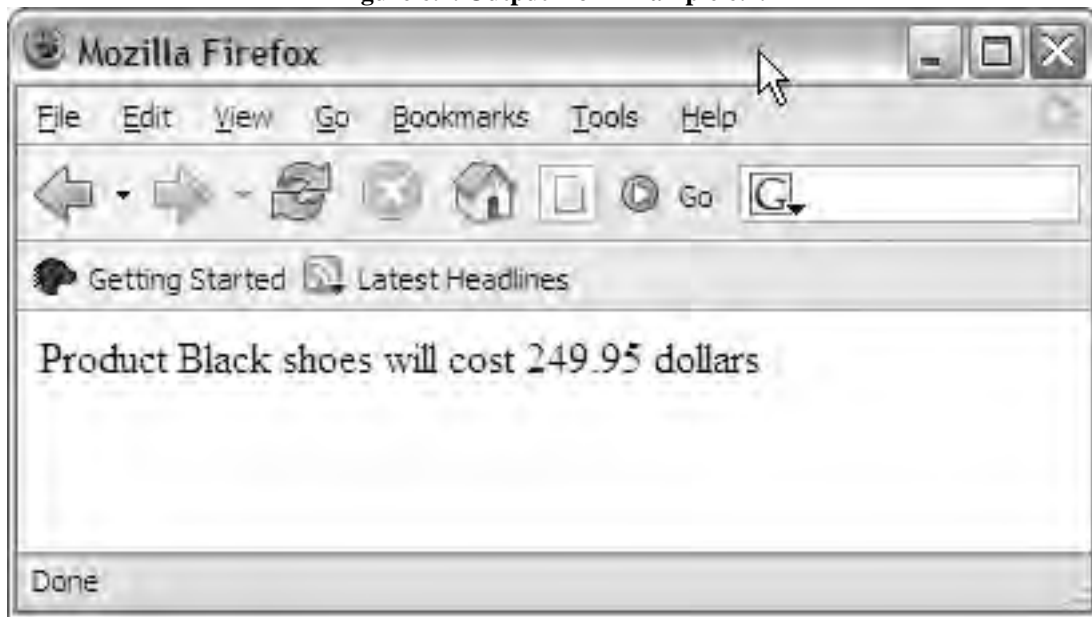 Mozilla Firefox
File Edit View Go Bookmarks Tools Help
Go G
Getting Started Latest Headlines
Product Black shoes will cost 249.95 dollars
Done